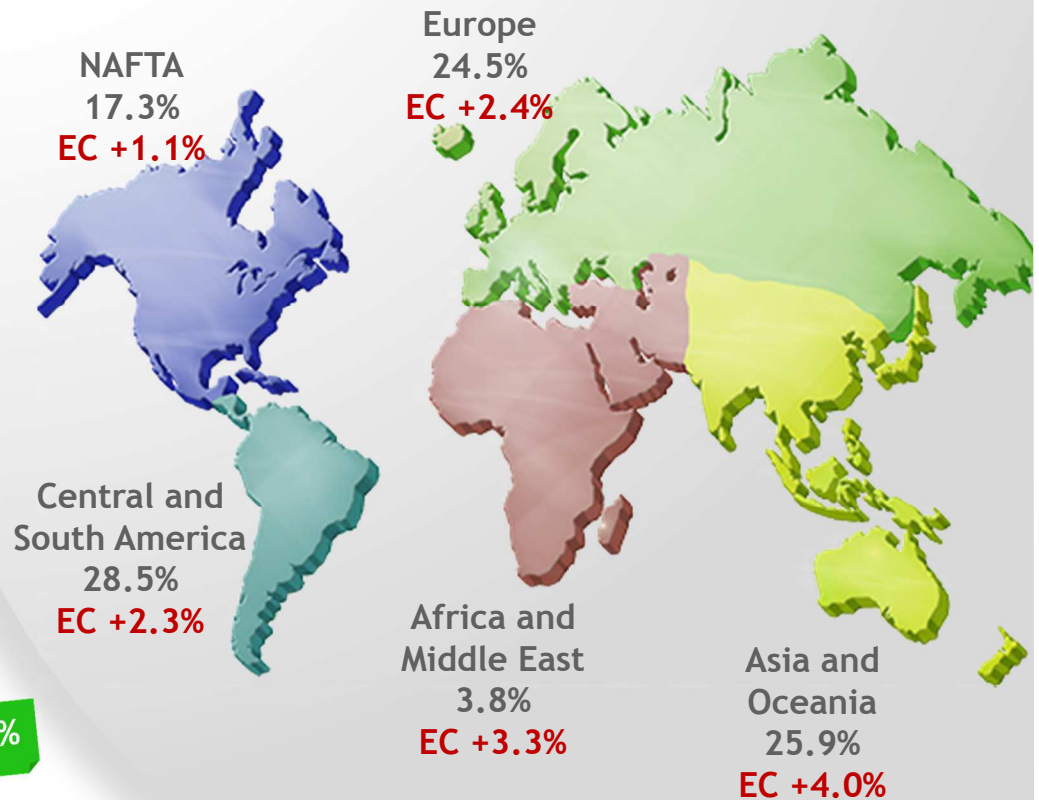 Europe
24.5%
EC +2.4%
NAFTA
17.3%
EC +1.1%
Central and
South America
28.5%
EC +2.3%
Africa and
Middle East
3.8%
EC +3.3%
Asia and
Oceania
25.9%
EC +4.0%
%